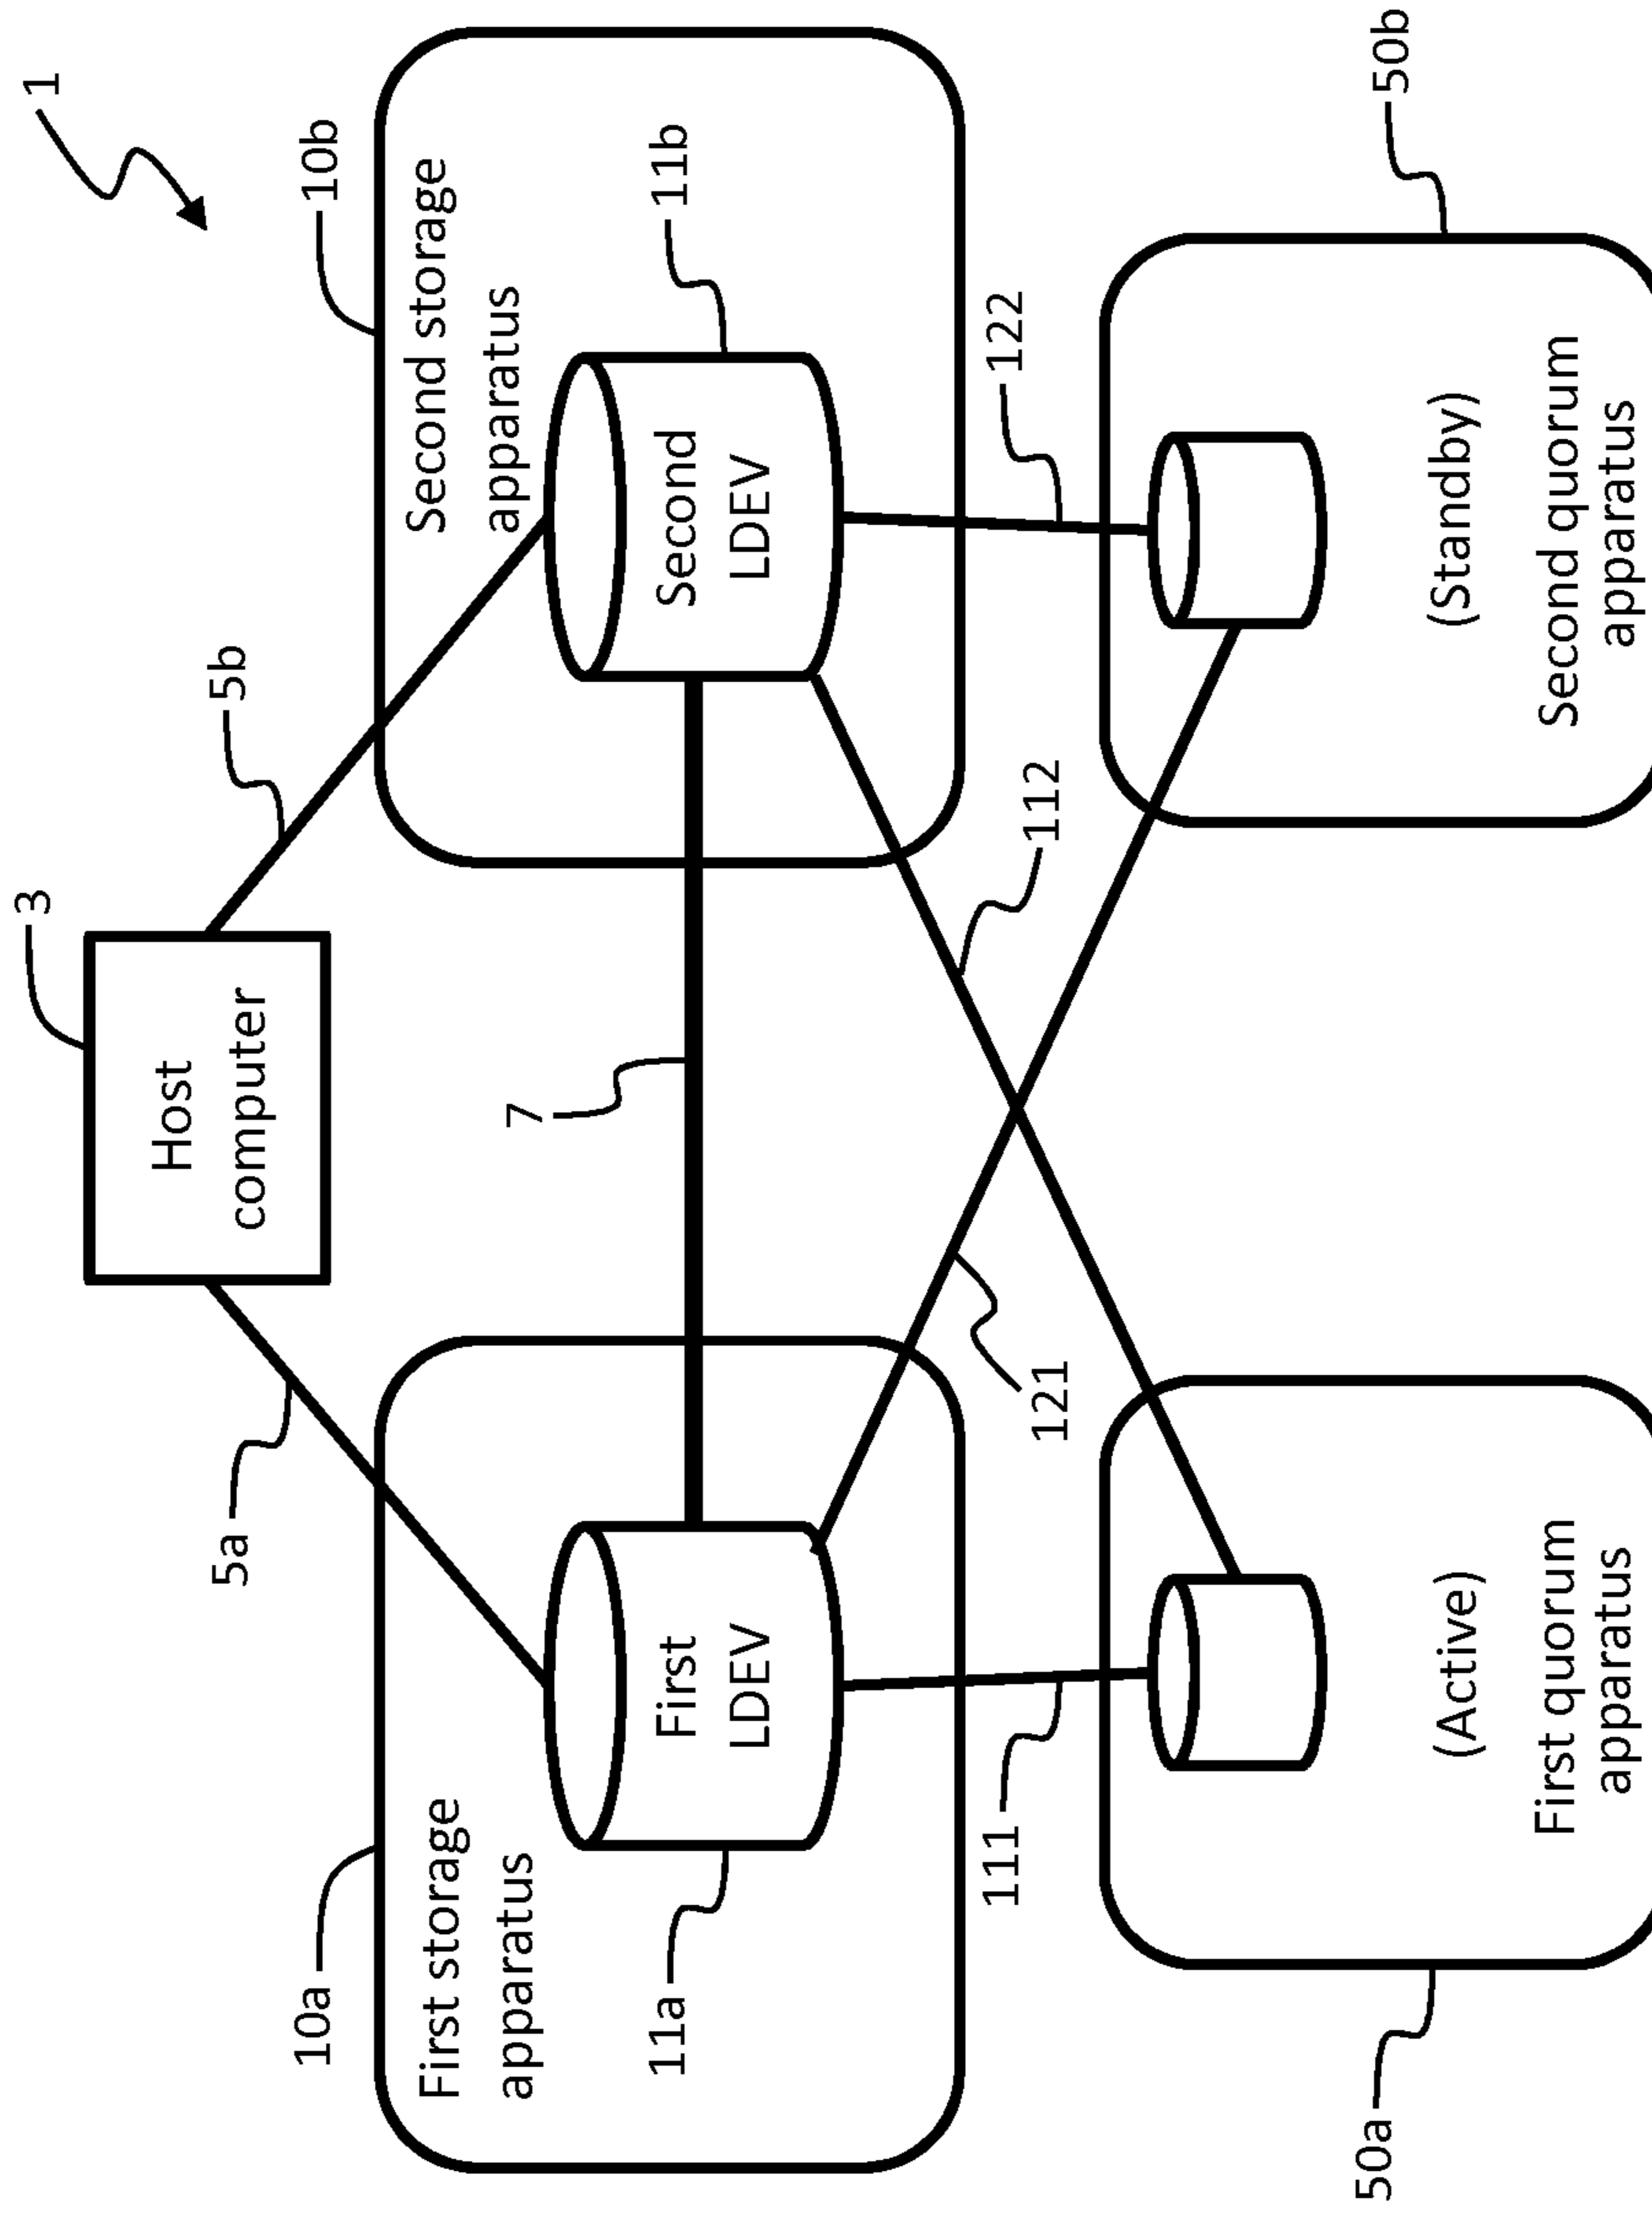 1
3
Host
computer
5a
5b
10a
10b
First storage
apparatus
Second storage
apparatus
7
11a
First
LDEV
Second
LDEV
11b
111
121
112
122
50a
(Active)
First quorum
apparatus
(Standby)
Second quorum
apparatus
50b